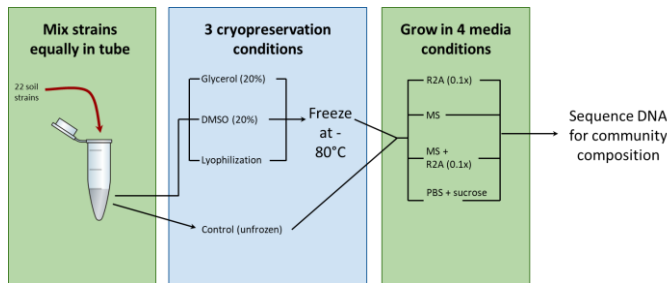 Mix strains
equally in tube
22 soil
strains
3 cryopreservation
conditions
Glycerol (20%)
DMSO (20%)
Lyophilization
Freeze
at -
80°C
Control (unfrozen)
Grow in 4 media
conditions
R2A (0.1x)
MS
MS +
R2A (0.1x)
PBS + sucrose
Sequence DNA
for community
composition